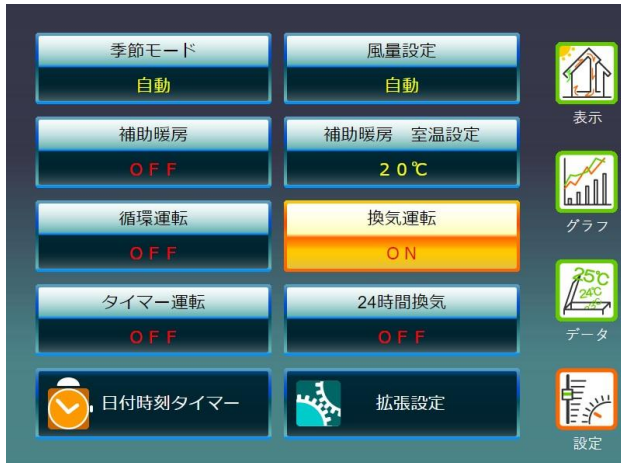 季節モード
自動
風量設定
自動
補助暖房
OFF
補助暖房　室温設定
20℃
循環運転
OFF
換気運転
ON
タイマー運転
OFF
24時間換気
OFF
日付時刻タイマー
拡張設定
表示
グラフ
25℃
24℃
データ
設定